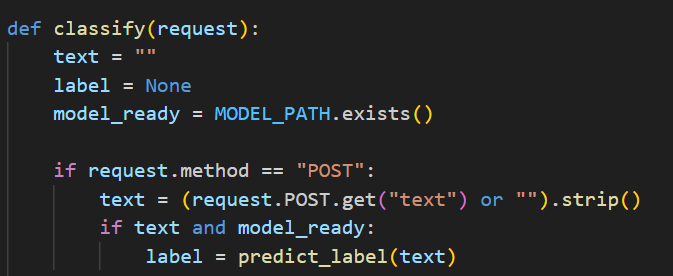 def classify(request):
    text = ""
    label = None
    model_ready = MODEL_PATH.exists()

    if request.method == "POST":
        text = (request.POST.get("text") or "").strip()
        if text and model_ready:
            label = predict_label(text)